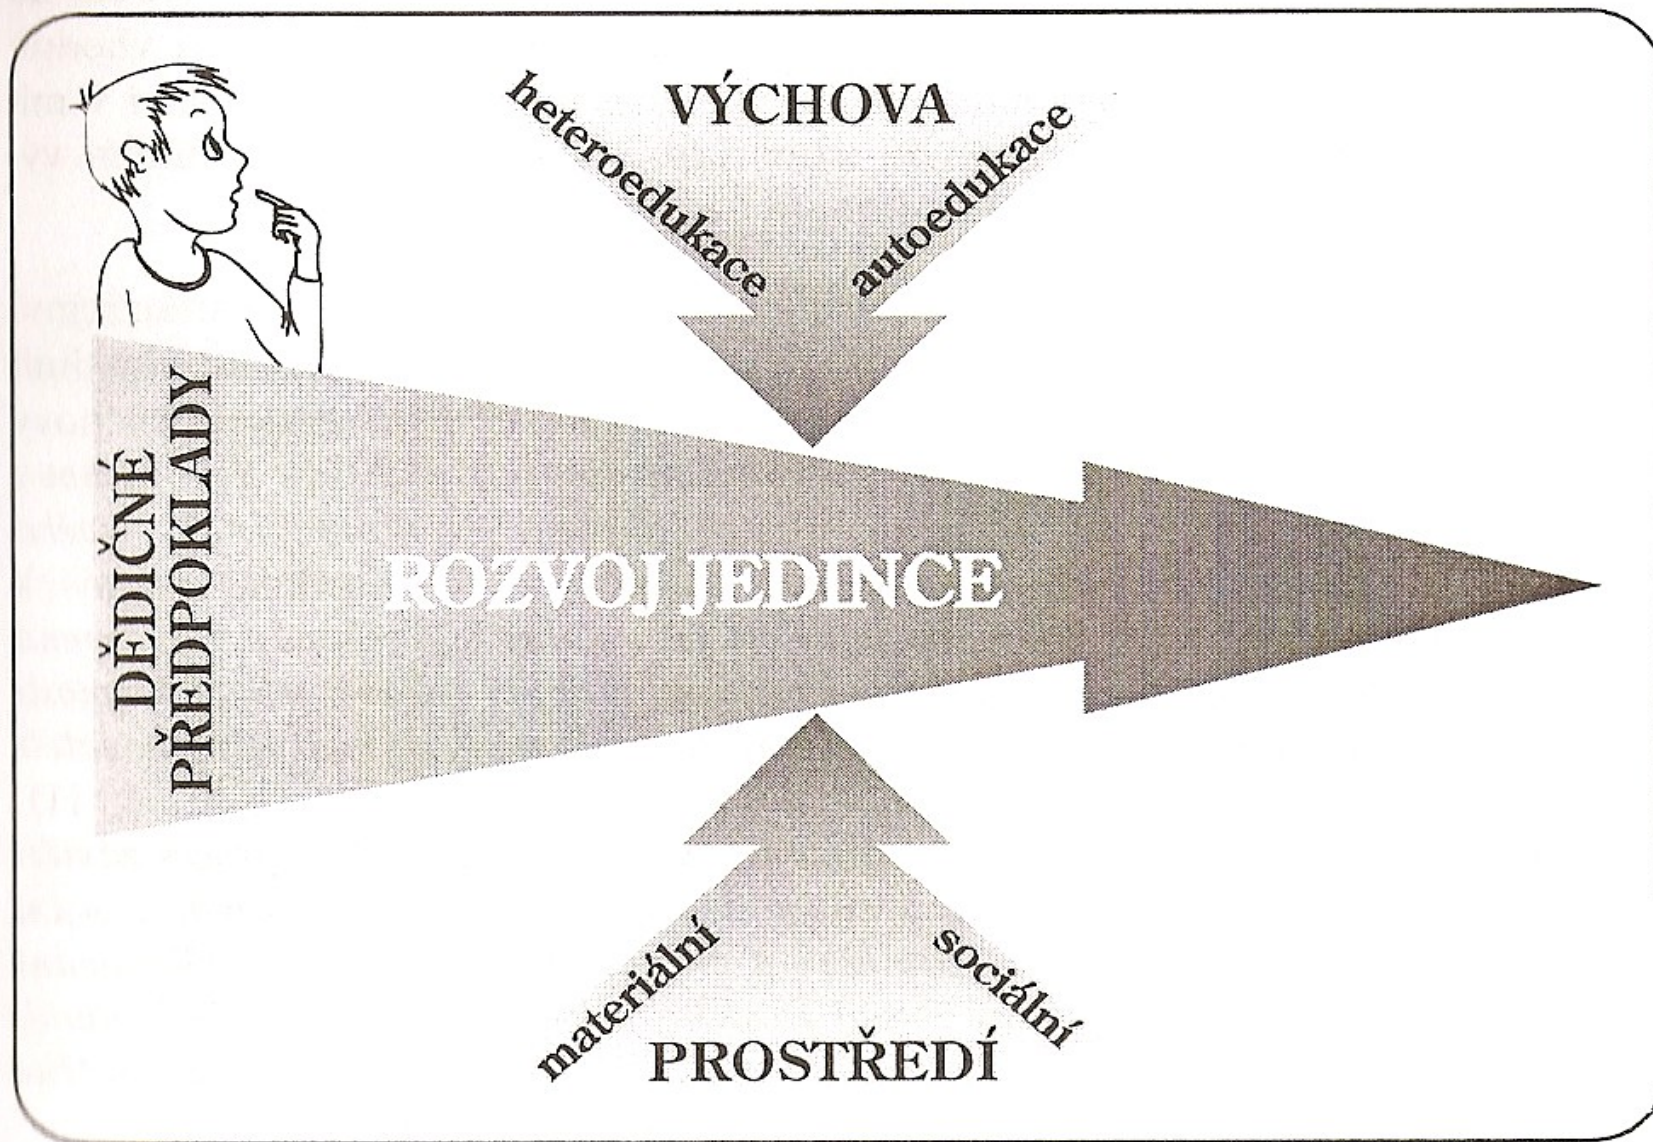 VÝCHOVA
heteroedukace
autoedukace
DĚDIČNÉ
PŘEDPOKLADY
ROZVOJ JEDINCE
materiální
sociální
PROSTŘEDÍ